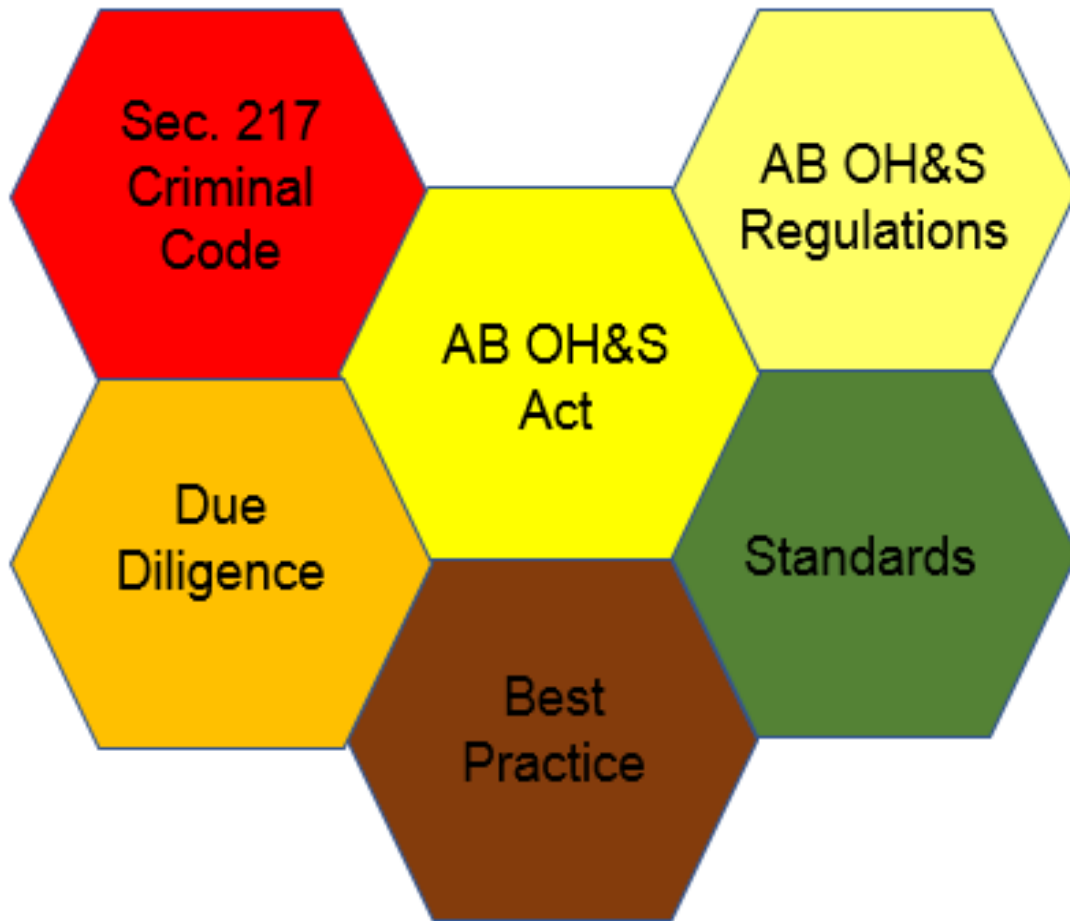 Sec. 217
Criminal
Code
AB OH&S
Regulations
AB OH&S
Act
Due
Diligence
Standards
Best
Practice